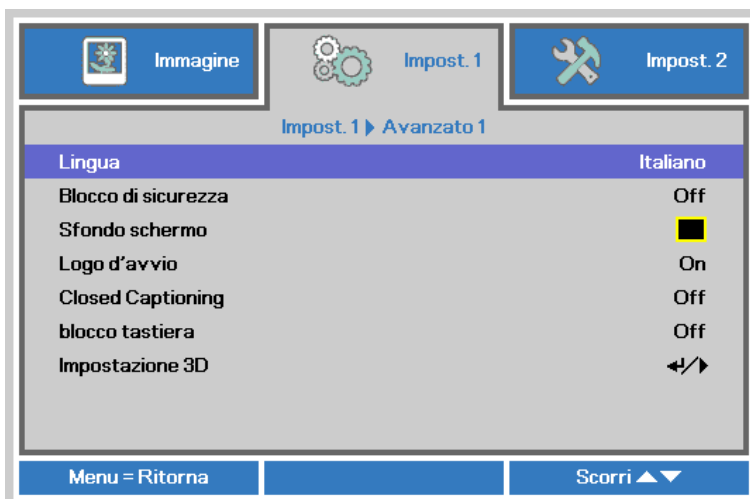 Immagine
Impost. 1
Impost. 2
Impost. 1 ▶ Avanzato 1
Lingua Italiano
Blocco di sicurezza Off
Sfondo schermo
Logo d'avvio On
Closed Captioning Off
blocco tastiera Off
Impostazione 3D ↵/▶
Menu = Ritorna Scorri ▲▼